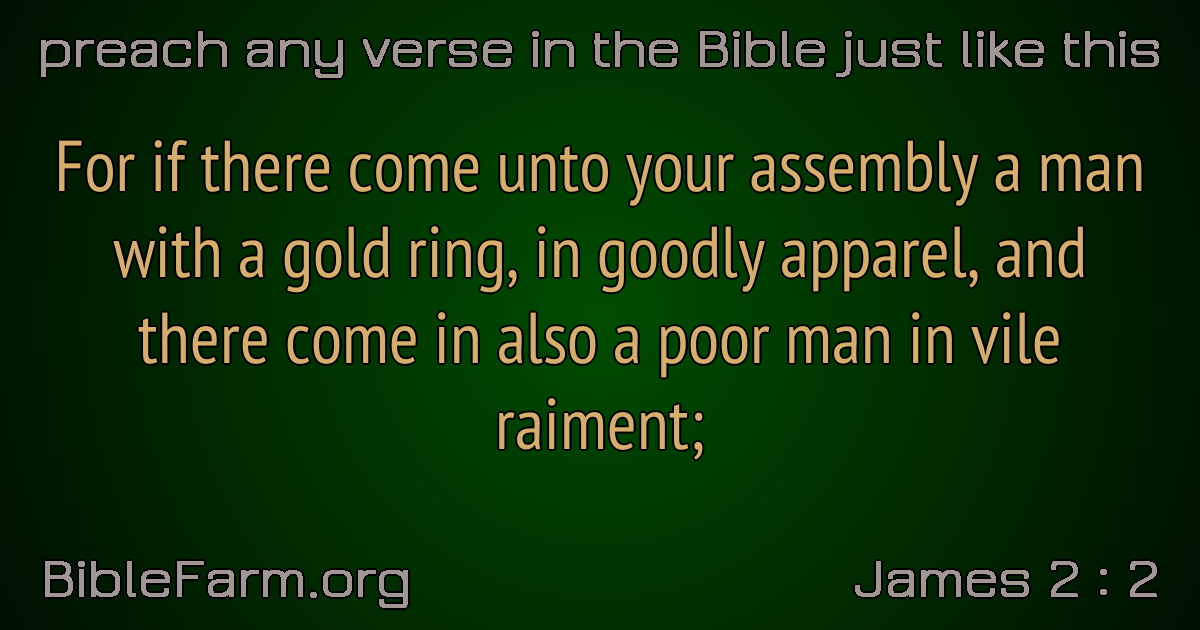 preach any verse in the Bible just like this
For if there come unto your assembly a man
with a gold ring, in goodly apparel, and
there come in also a poor man in vile
raiment;
BibleFarm.org
James 2 : 2